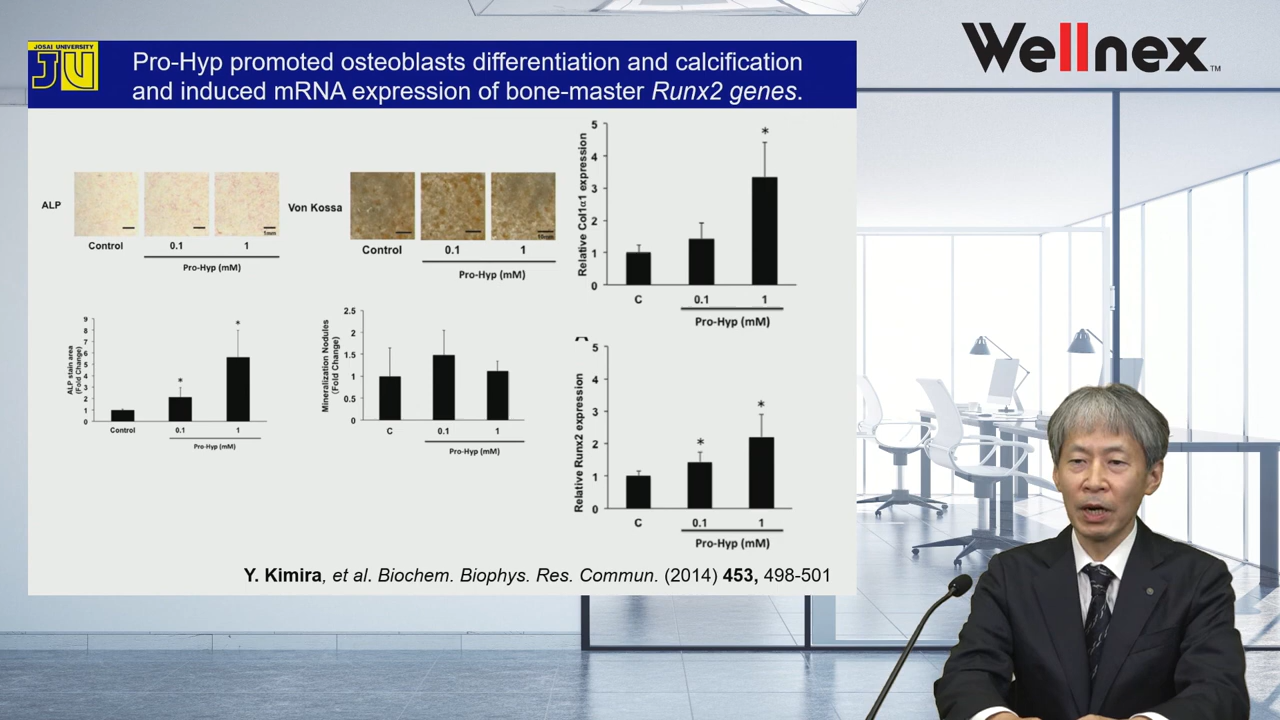 JOSAI UNIVERSITY
JU
Pro-Hyp promoted osteoblasts differentiation and calcification
and induced mRNA expression of bone-master Runx2 genes.
Wellnex™
ALP
1mm
Control
0.1
1
Pro-Hyp (mM)
Von Kossa
10mm
Control
0.1
1
Pro-Hyp (mM)
Relative Col1α1 expression
5
4
3
2
1
0
*
C
0.1
1
Pro-Hyp (mM)
ALP stain area
(Fold Change)
9
8
7
6
5
4
3
2
1
0
*
*
Control
0.1
1
Pro-Hyp (mM)
Mineralization Nodules
(Fold Change)
2.5
2
1.5
1
0.5
0
C
0.1
1
Pro-Hyp (mM)
Relative Runx2 expression
5
4
3
2
1
0
*
*
C
0.1
1
Pro-Hyp (mM)
Y. Kimira, et al. Biochem. Biophys. Res. Commun. (2014) 453, 498-501